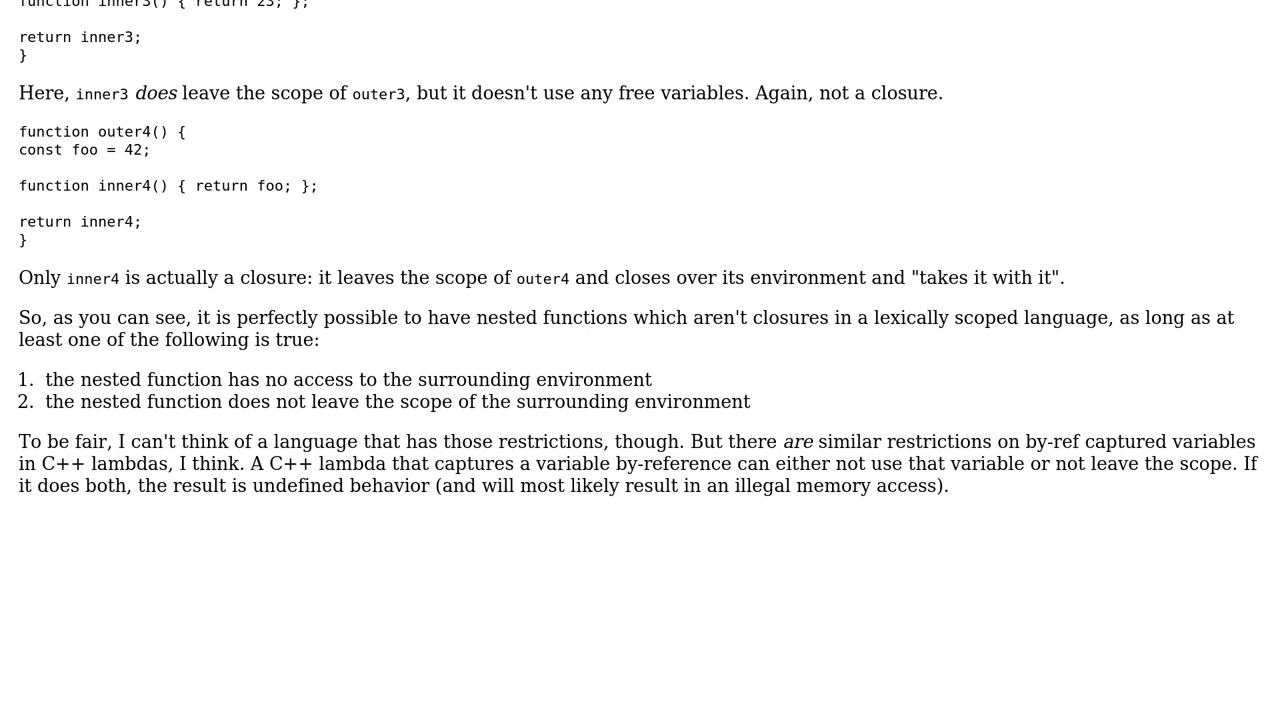 function inner3() { return 23; };
return inner3;
}
Here, inner3 does leave the scope of outer3, but it doesn't use any free variables. Again, not a closure.
function outer4() {
const foo = 42;
function inner4() { return foo; };
return inner4;
}
Only inner4 is actually a closure: it leaves the scope of outer4 and closes over its environment and "takes it with it".
So, as you can see, it is perfectly possible to have nested functions which aren't closures in a lexically scoped language, as long as at
least one of the following is true:
1. the nested function has no access to the surrounding environment
2. the nested function does not leave the scope of the surrounding environment
To be fair, I can't think of a language that has those restrictions, though. But there are similar restrictions on by-ref captured variables
in C++ lambdas, I think. A C++ lambda that captures a variable by-reference can either not use that variable or not leave the scope. If
it does both, the result is undefined behavior (and will most likely result in an illegal memory access).